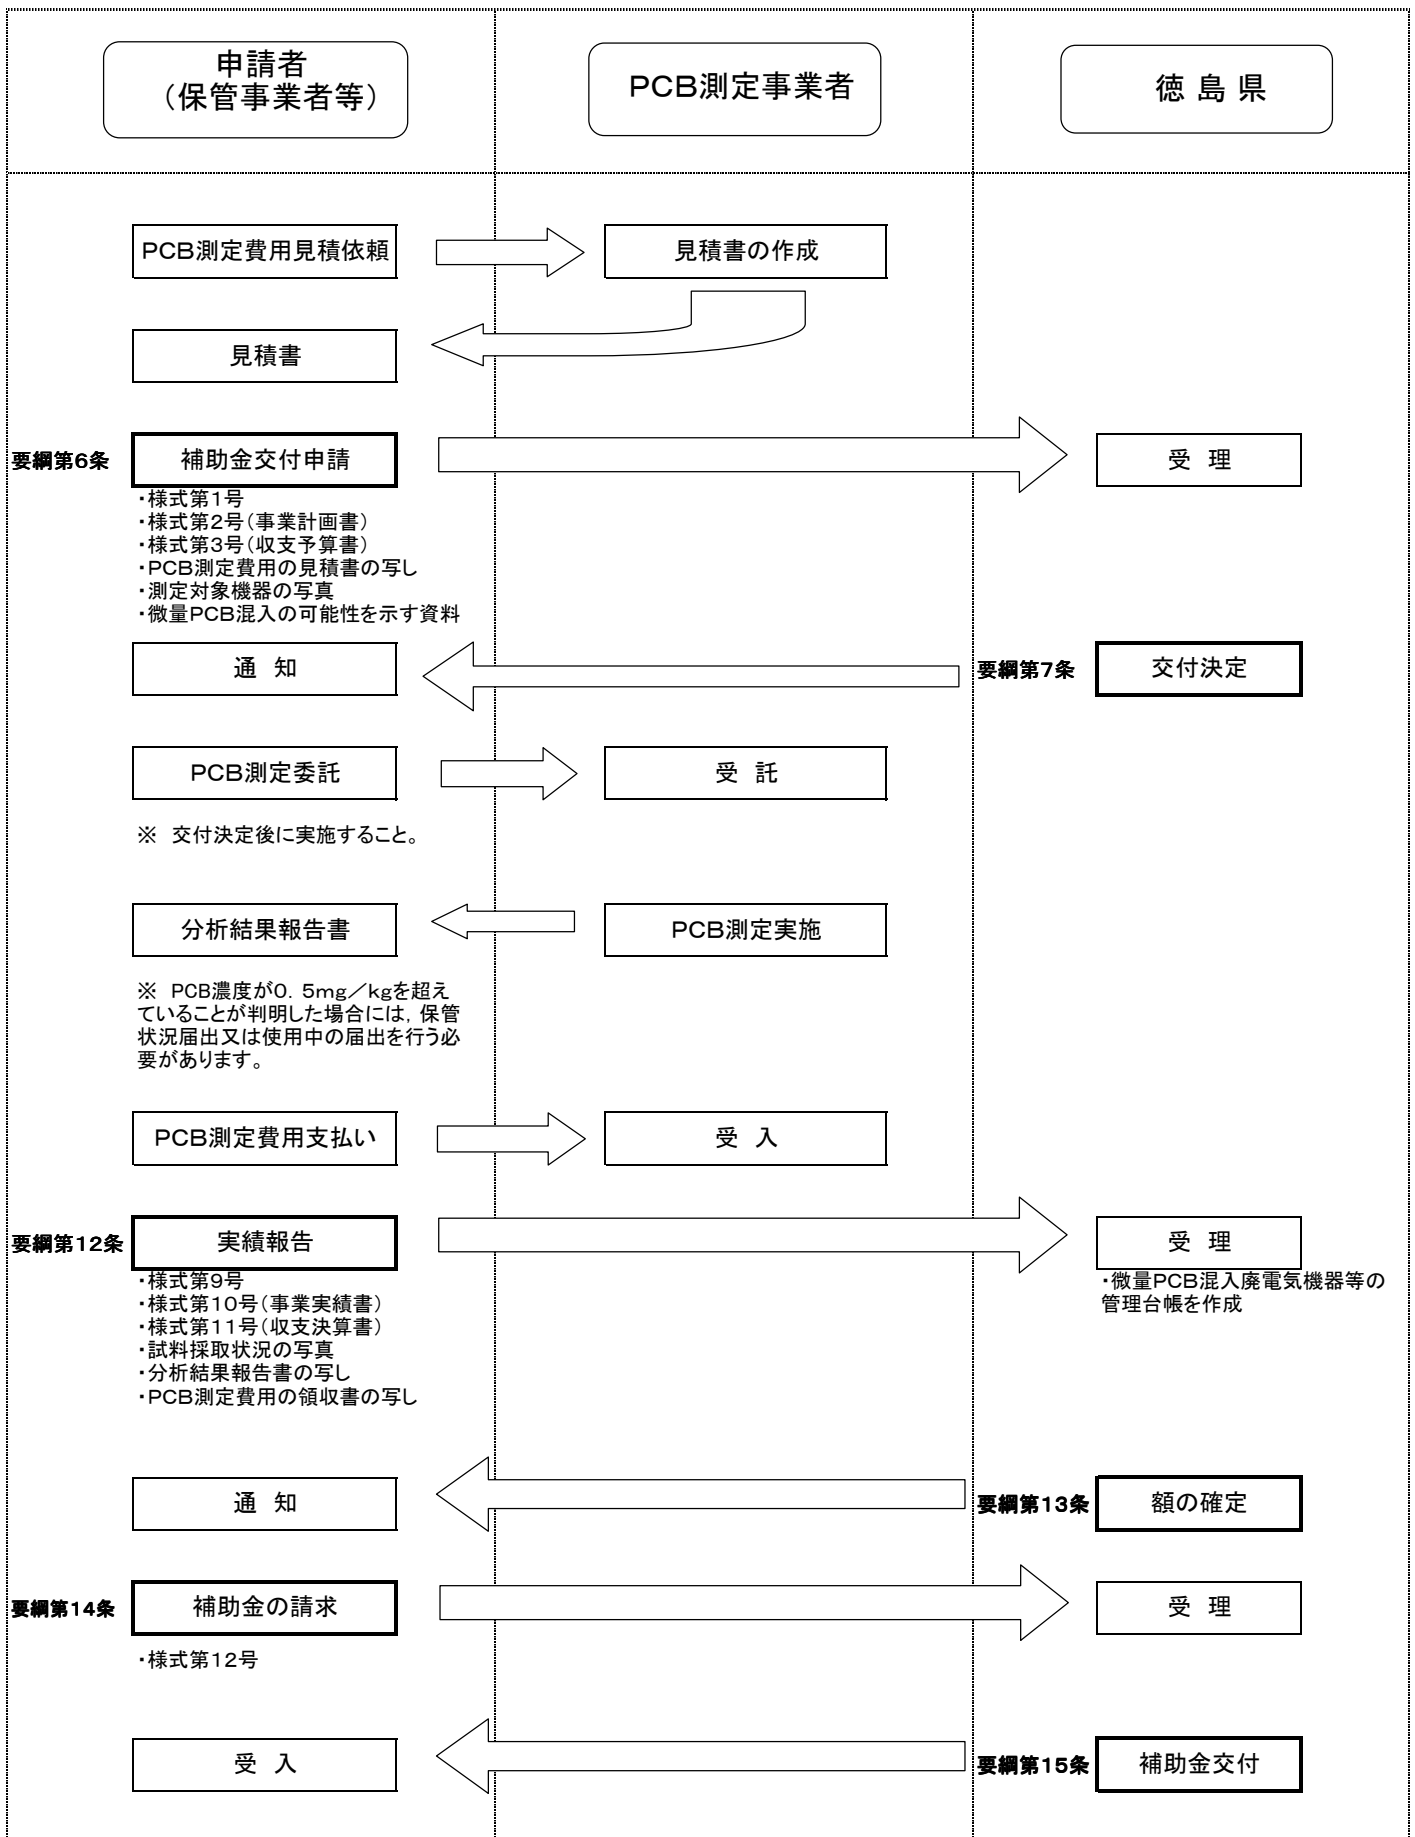 申請者
（保管事業者等）
ＰＣＢ測定事業者
徳 島 県
ＰＣＢ測定費用見積依頼
見積書の作成
見積書
要綱第６条
補助金交付申請
受 理
・様式第１号
・様式第２号（事業計画書）
・様式第３号（収支予算書）
・ＰＣＢ測定費用の見積書の写し
・測定対象機器の写真
・微量ＰＣＢ混入の可能性を示す資料
通 知
要綱第７条
交付決定
ＰＣＢ測定委託
受 託
※ 交付決定後に実施すること。
分析結果報告書
ＰＣＢ測定実施
※ PCB濃度が０．５ｍｇ／ｋｇを超え
ていることが判明した場合には，保管
状況届出又は使用中の届出を行う必
要があります。
ＰＣＢ測定費用支払い
受 入
要綱第１２条
実績報告
受 理
・様式第９号
・様式第１０号（事業実績書）
・様式第１１号（収支決算書）
・試料採取状況の写真
・分析結果報告書の写し
・ＰＣＢ測定費用の領収書の写し
・微量ＰＣＢ混入廃電気機器等の
管理台帳を作成
通 知
要綱第１３条
額の確定
要綱第１４条
補助金の請求
受 理
・様式第１２号
受 入
要綱第１５条
補助金交付